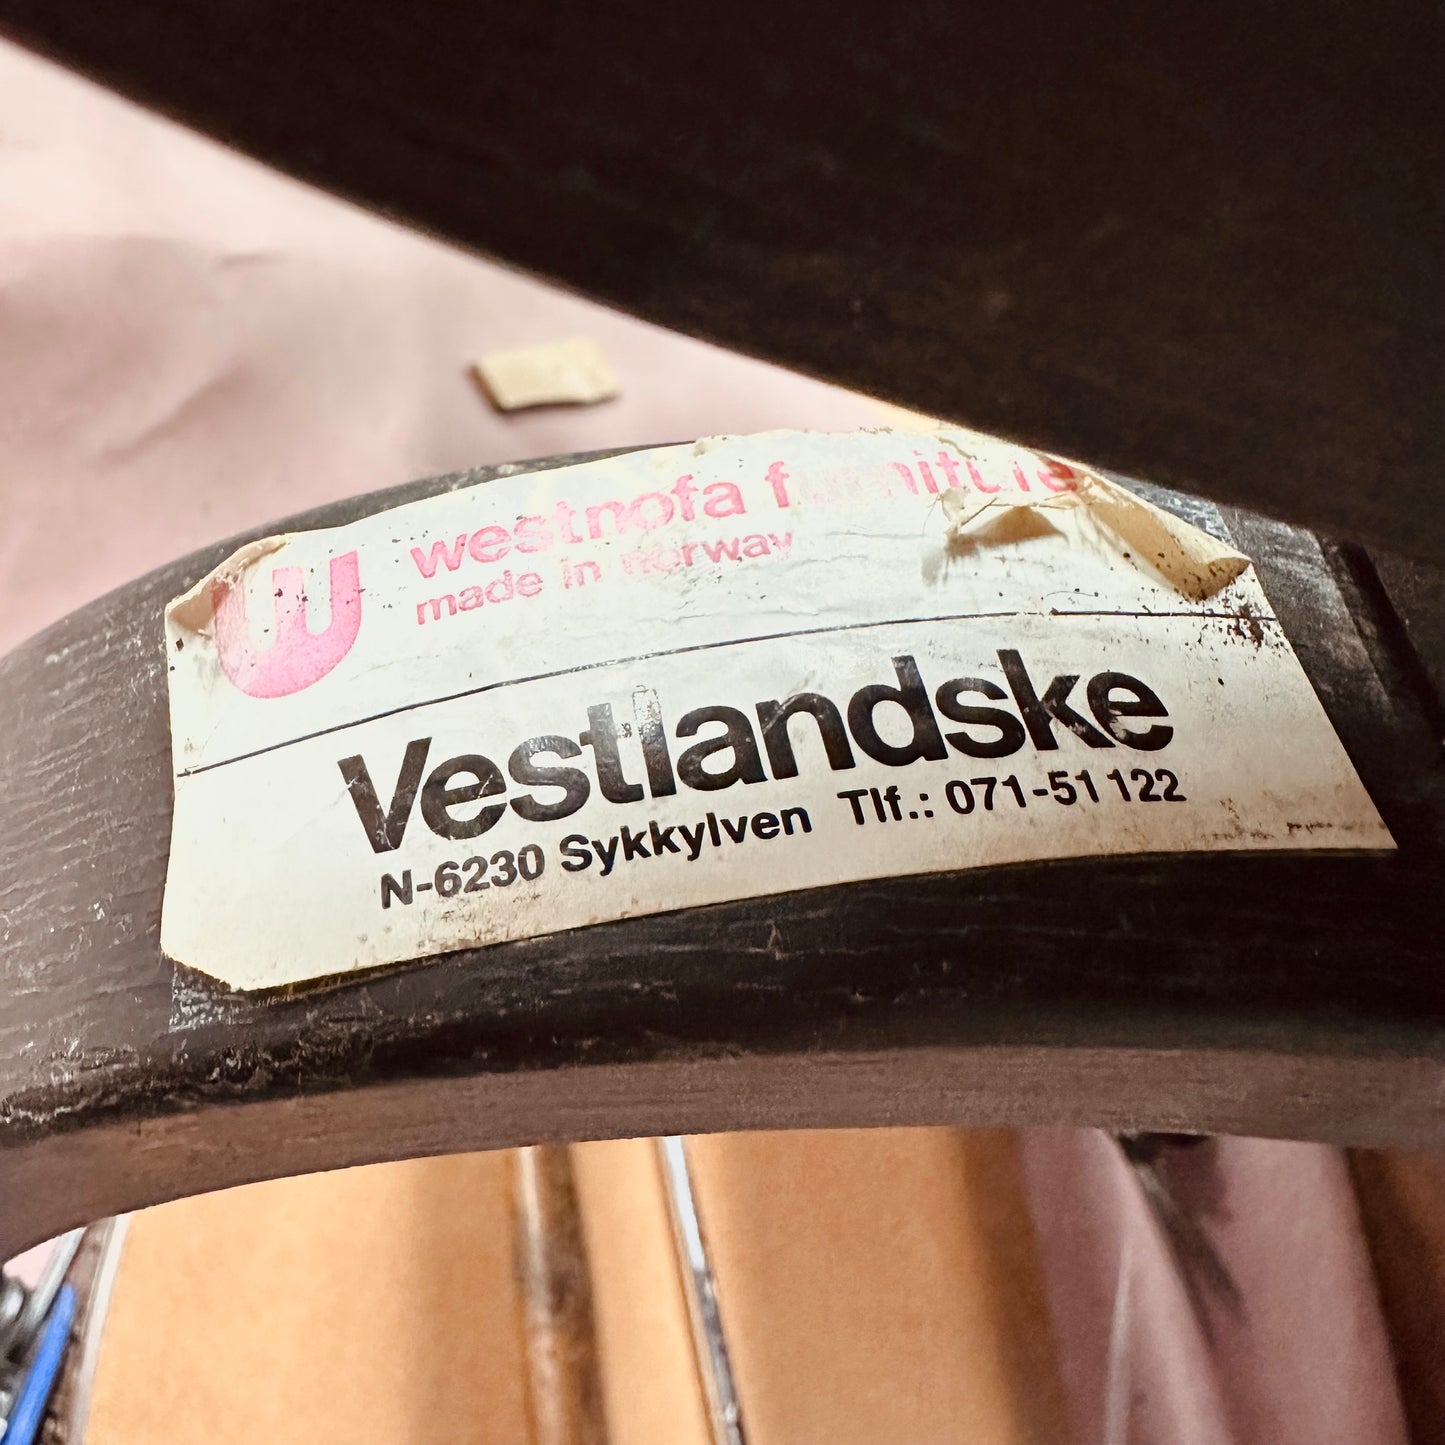 westnofa furniture
made in norway
Vestlandske
N-6230 Sykkylven Tlf.: 071-51 122